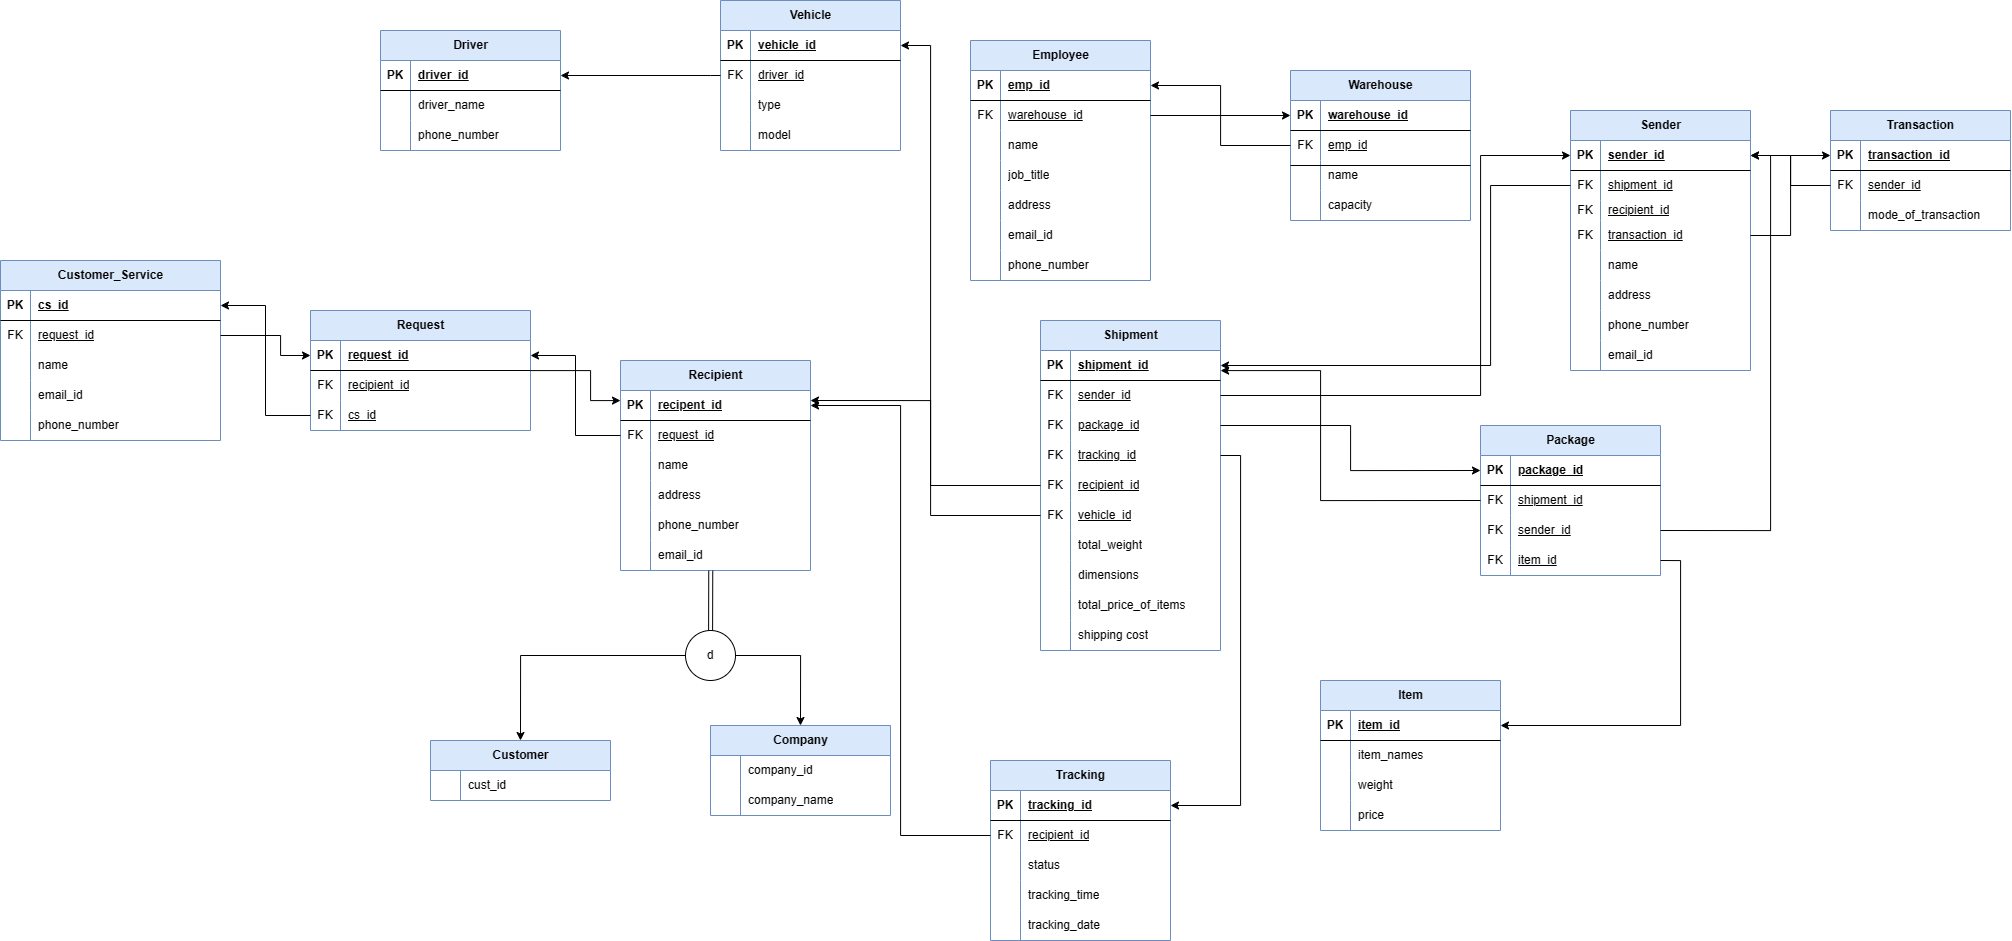 Vehicle
PK vehicle_id
FK driver_id
type
model
Driver
PK driver_id
driver_name
phone_number
Employee
PK emp_id
FK warehouse_id
name
job_title
address
email_id
phone_number
Warehouse
PK warehouse_id
FK emp_id
name
capacity
Sender
PK sender_id
FK shipment_id
FK recipient_id
FK transaction_id
name
address
phone_number
email_id
Transaction
PK transaction_id
FK sender_id
mode_of_transaction
Customer_Service
PK cs_id
FK request_id
name
email_id
phone_number
Request
PK request_id
FK recipient_id
FK cs_id
Recipient
PK recipent_id
FK request_id
name
address
phone_number
email_id
d
Customer
cust_id
Company
company_id
company_name
Shipment
PK shipment_id
FK sender_id
FK package_id
FK tracking_id
FK recipient_id
FK vehicle_id
total_weight
dimensions
total_price_of_items
shipping cost
Package
PK package_id
FK shipment_id
FK sender_id
FK item_id
Item
PK item_id
item_names
weight
price
Tracking
PK tracking_id
FK recipient_id
status
tracking_time
tracking_date